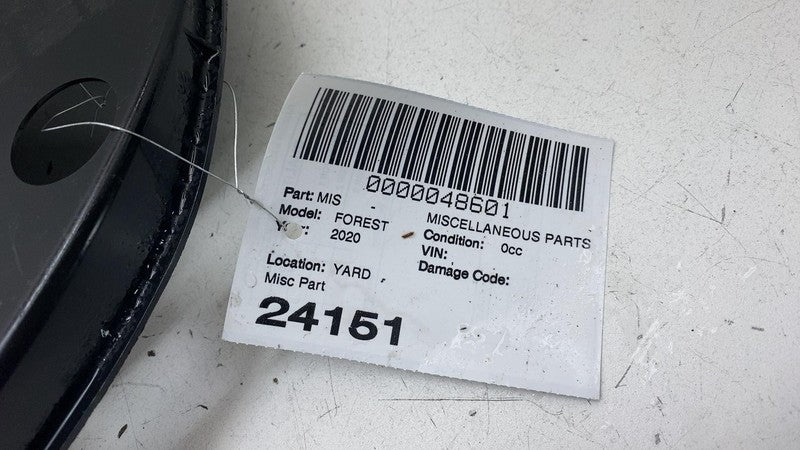 0000048601
Part: MIS
MISCELLANEOUS PARTS
Model: FOREST
Condition: 0cc
2020
VIN:
Damage Code:
Location: YARD
Misc Part
24151